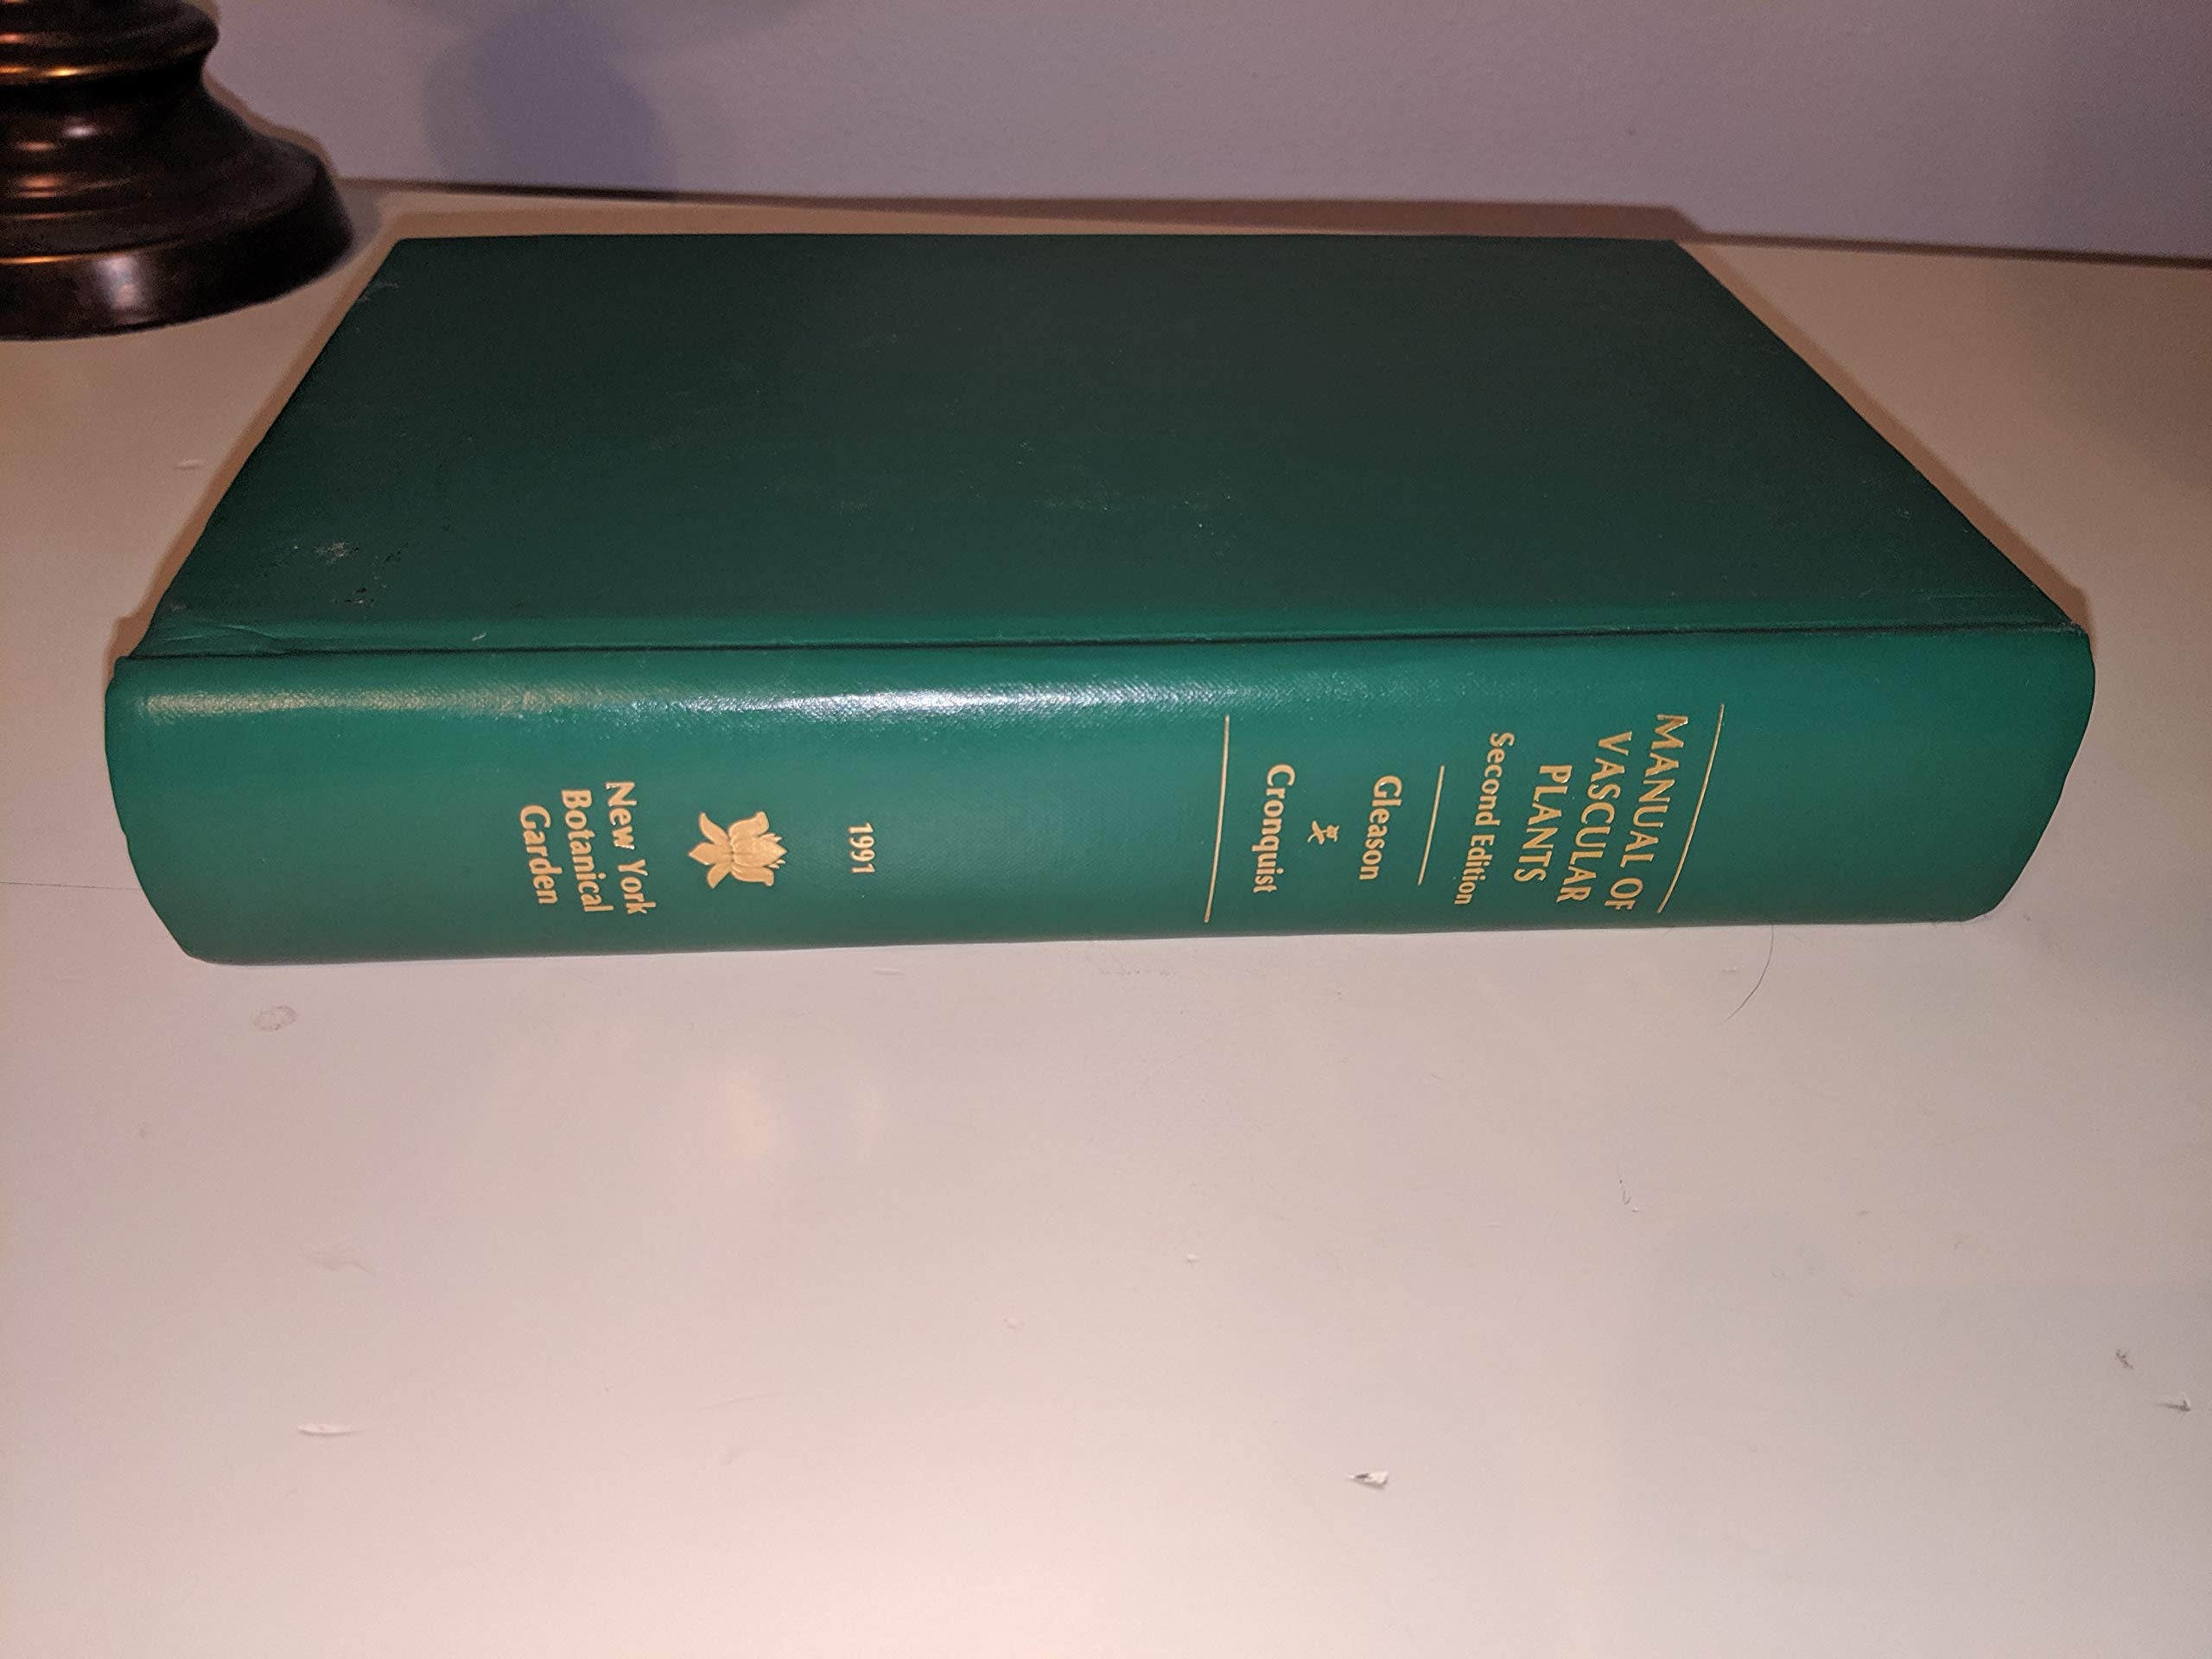 MANUAL OF
VASCULAR
PLANTS
Second Edition
Gleason
&
Cronquist
1991
New York
Botanical
Garden